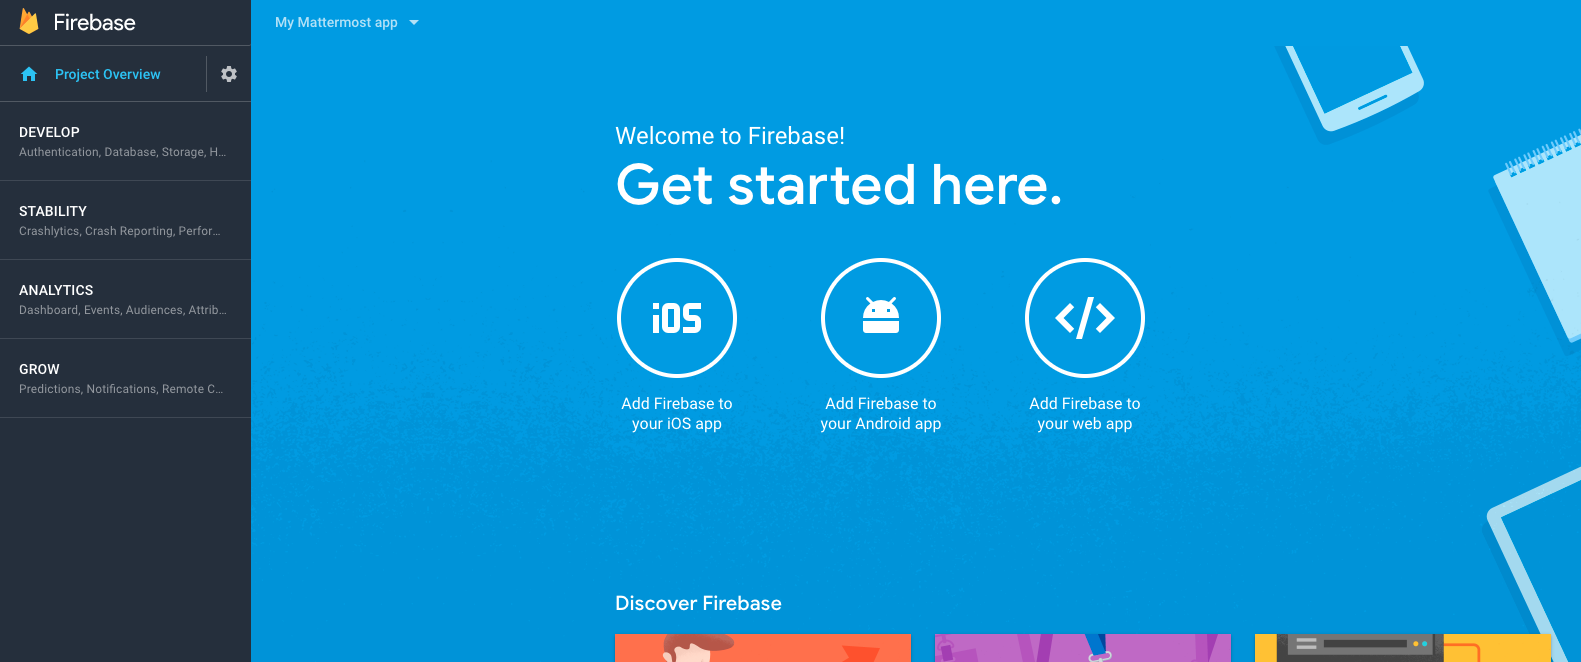 Firebase
My Mattermost app
Project Overview
DEVELOP
Authentication, Database, Storage, H...
STABILITY
Crashlytics, Crash Reporting, Perfor...
ANALYTICS
Dashboard, Events, Audiences, Attrib...
GROW
Predictions, Notifications, Remote C...
Welcome to Firebase!
Get started here.
iOS
Add Firebase to
your iOS app
Add Firebase to
your Android app
Add Firebase to
your web app
Discover Firebase